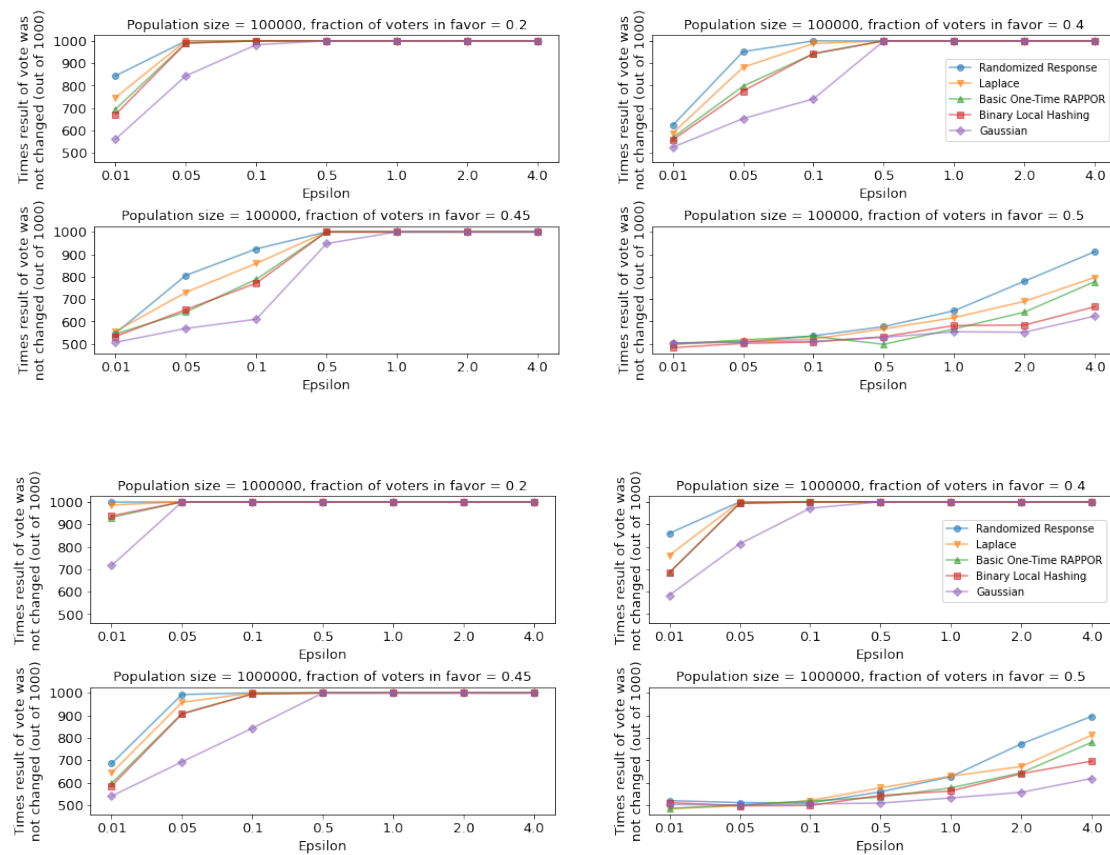 Population size = 100000, fraction of voters in favor = 0.2
Times result of vote was
not changed (out of 1000)
1000
900
800
700
600
500
0.01 0.05 0.1 0.5 1.0 2.0 4.0
Epsilon
Population size = 100000, fraction of voters in favor = 0.4
Times result of vote was
not changed (out of 1000)
Randomized Response
Laplace
Basic One-Time RAPPOR
Binary Local Hashing
Gaussian
0.01 0.05 0.1 0.5 1.0 2.0 4.0
Epsilon
Population size = 100000, fraction of voters in favor = 0.45
Times result of vote was
not changed (out of 1000)
1000
900
800
700
600
500
0.01 0.05 0.1 0.5 1.0 2.0 4.0
Epsilon
Population size = 100000, fraction of voters in favor = 0.5
Times result of vote was
not changed (out of 1000)
0.01 0.05 0.1 0.5 1.0 2.0 4.0
Epsilon
Population size = 1000000, fraction of voters in favor = 0.2
Times result of vote was
not changed (out of 1000)
1000
900
800
700
600
500
0.01 0.05 0.1 0.5 1.0 2.0 4.0
Epsilon
Population size = 1000000, fraction of voters in favor = 0.4
Times result of vote was
not changed (out of 1000)
Randomized Response
Laplace
Basic One-Time RAPPOR
Binary Local Hashing
Gaussian
0.01 0.05 0.1 0.5 1.0 2.0 4.0
Epsilon
Population size = 1000000, fraction of voters in favor = 0.45
Times result of vote was
not changed (out of 1000)
1000
900
800
700
600
500
0.01 0.05 0.1 0.5 1.0 2.0 4.0
Epsilon
Population size = 1000000, fraction of voters in favor = 0.5
Times result of vote was
not changed (out of 1000)
0.01 0.05 0.1 0.5 1.0 2.0 4.0
Epsilon